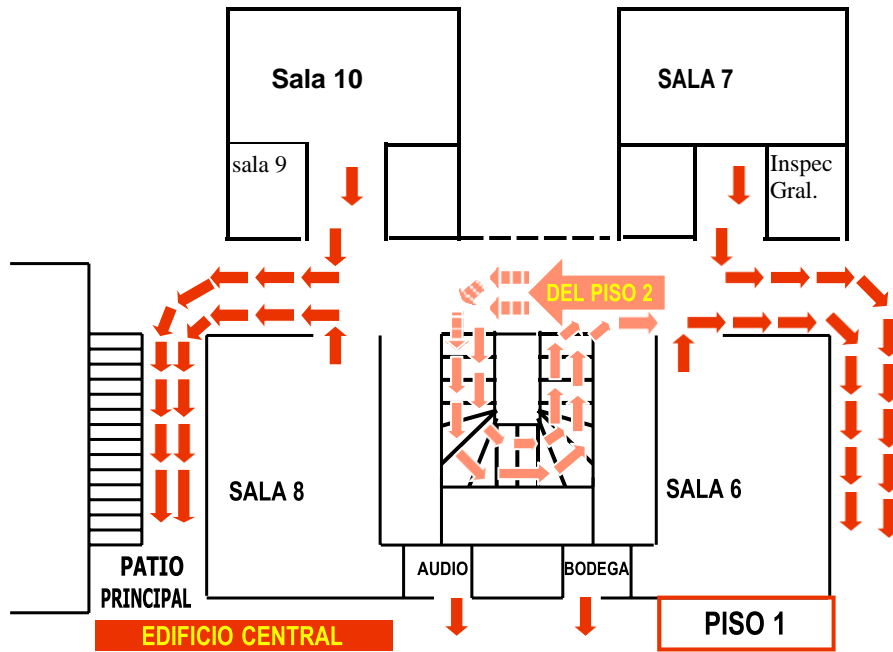 Sala 10
SALA 7
sala 9
Inspec
Gral.
DEL PISO 2
SALA 8
SALA 6
PATIO
PRINCIPAL
AUDIO
BODEGA
EDIFICIO CENTRAL
PISO 1